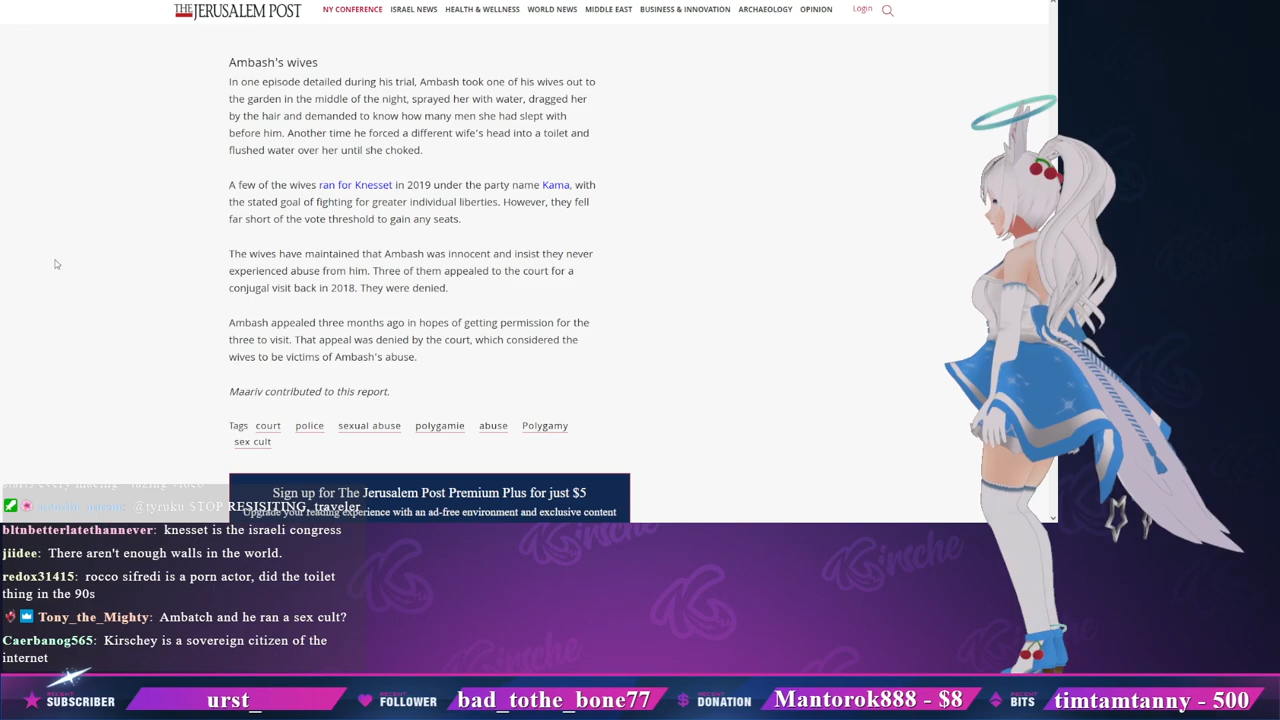 THE JERUSALEM POST
NY CONFERENCE ISRAEL NEWS HEALTH & WELLNESS WORLD NEWS MIDDLE EAST BUSINESS & INNOVATION ARCHAEOLOGY OPINION Login
Ambash's wives
In one episode detailed during his trial, Ambash took one of his wives out to
the garden in the middle of the night, sprayed her with water, dragged her
by the hair and demanded to know how many men she had slept with
before him. Another time he forced a different wife's head into a toilet and
flushed water over her until she choked.
A few of the wives ran for Knesset in 2019 under the party name Kama, with
the stated goal of fighting for greater individual liberties. However, they fell
far short of the vote threshold to gain any seats.
The wives have maintained that Ambash was innocent and insist they never
experienced abuse from him. Three of them appealed to the court for a
conjugal visit back in 2018. They were denied.
Ambash appealed three months ago in hopes of getting permission for the
three to visit. That appeal was denied by the court, which considered the
wives to be victims of Ambash's abuse.
Maariv contributed to this report.
Tags court police sexual abuse polygamie abuse Polygamy
sex cult
Sign up for The Jerusalem Post Premium Plus for just $5
Upgrade your reading experience with an ad-free environment and exclusive content
@tyruku STOP RESISITING, traveler
bltnbetterlatethannever: knesset is the israeli congress
jiidee: There aren't enough walls in the world.
redox31415: rocco sifredi is a porn actor, did the toilet
thing in the 90s
Tony_the_Mighty: Ambatch and he ran a sex cult?
Caerbanog565: Kirschey is a sovereign citizen of the
internet
Kirsche
Kirsche
Kirsche
RECENT SUBSCRIBER urst_ RECENT FOLLOWER bad_tothe_bone77 RECENT DONATION Mantorok888 - $8 RECENT BITS timtamtanny - 500